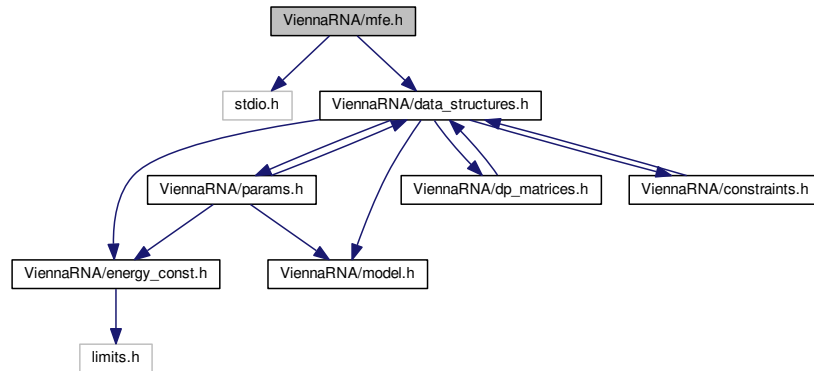 ViennaRNA/mfe.h
stdio.h
ViennaRNA/data_structures.h
ViennaRNA/params.h
ViennaRNA/dp_matrices.h
ViennaRNA/constraints.h
ViennaRNA/energy_const.h
ViennaRNA/model.h
limits.h